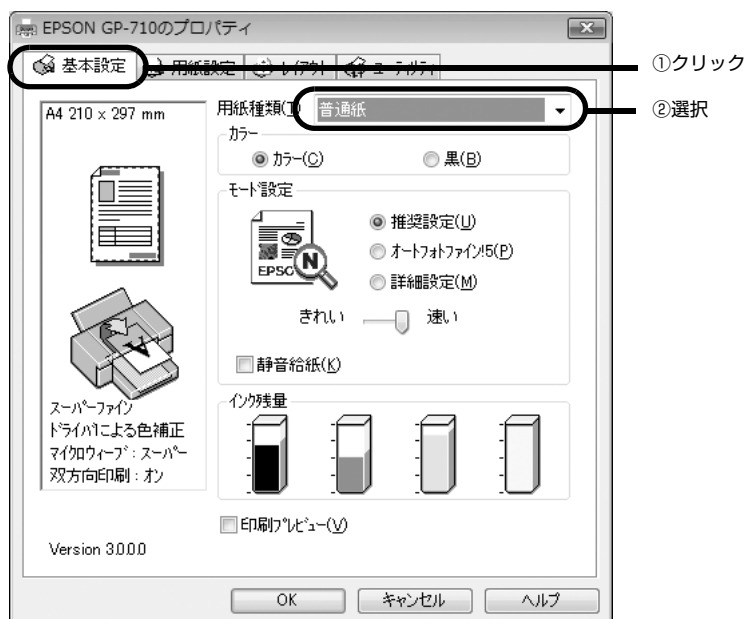 EPSON GP-710のプロパティ
基本設定 用紙設定 レイアウト ユーティリティ
①クリック
A4 210 x 297 mm
用紙種類(T) 普通紙
②選択
カラー
カラー(C) 黒(B)
モード設定
推奨設定(U)
オートフォトファイン!5(P)
詳細設定(M)
EPSO
N
きれい 速い
静音給紙(K)
スーパーファイン
ドライバによる色補正
マイクロウィーブ：スーパー
双方向印刷：オン
インク残量
印刷プレビュー(V)
Version 3.0.0.0
OK キャンセル ヘルプ